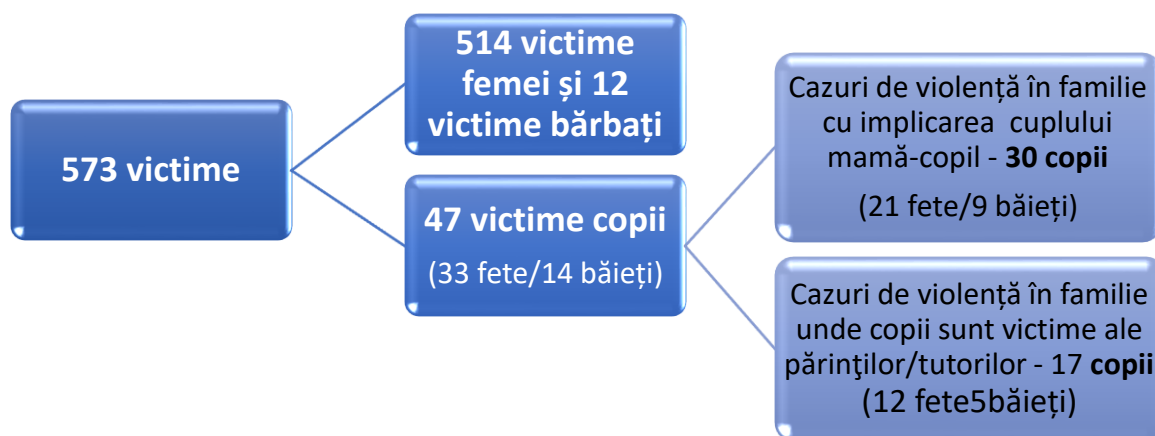 573 victime
514 victime
femei și 12
victime bărbați
47 victime copii
(33 fete/14 băieți)
Cazuri de violență în familie
cu implicarea cuplului
mamă-copil - 30 copii
(21 fete/9 băieți)
Cazuri de violență în familie
unde copii sunt victime ale
părinţilor/tutorilor - 17 copii
(12 fete5băieți)